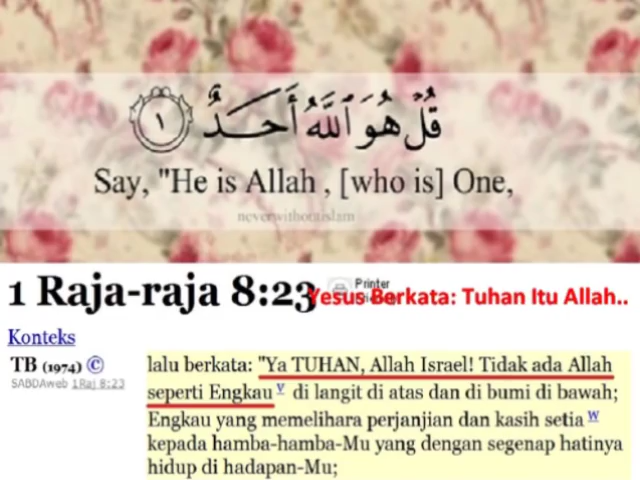 قُلْ هُوَ ٱللَّهُ أَحَدٌ ١
Say, "He is Allah , [who is] One,
neverwithoutislam
1 Raja-raja 8:23
Printer
Yesus Berkata: Tuhan Itu Allah..
Konteks
TB (1974) ©
SABDAweb 1Raj 8:23
lalu berkata: "Ya TUHAN, Allah Israel! Tidak ada Allah
seperti Engkau v di langit di atas dan di bumi di bawah;
Engkau yang memelihara perjanjian dan kasih setia w
kepada hamba-hamba-Mu yang dengan segenap hatinya
hidup di hadapan-Mu;